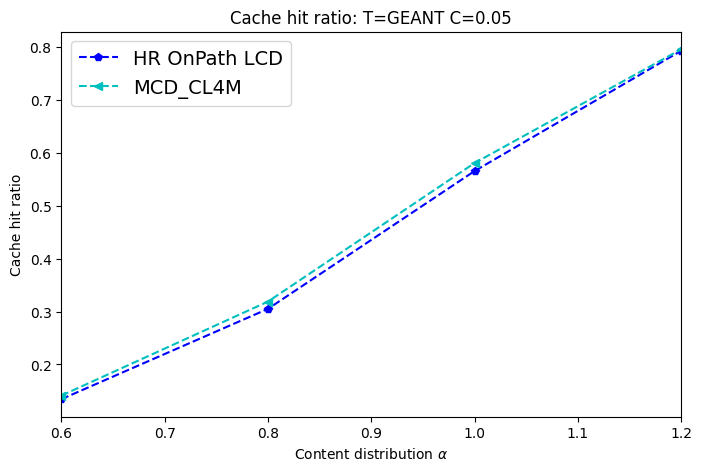 Cache hit ratio: T=GEANT C=0.05
HR OnPath LCD
MCD_CL4M
Cache hit ratio
0.8
0.7
0.6
0.5
0.4
0.3
0.2
0.6 0.7 0.8 0.9 1.0 1.1 1.2
Content distribution α